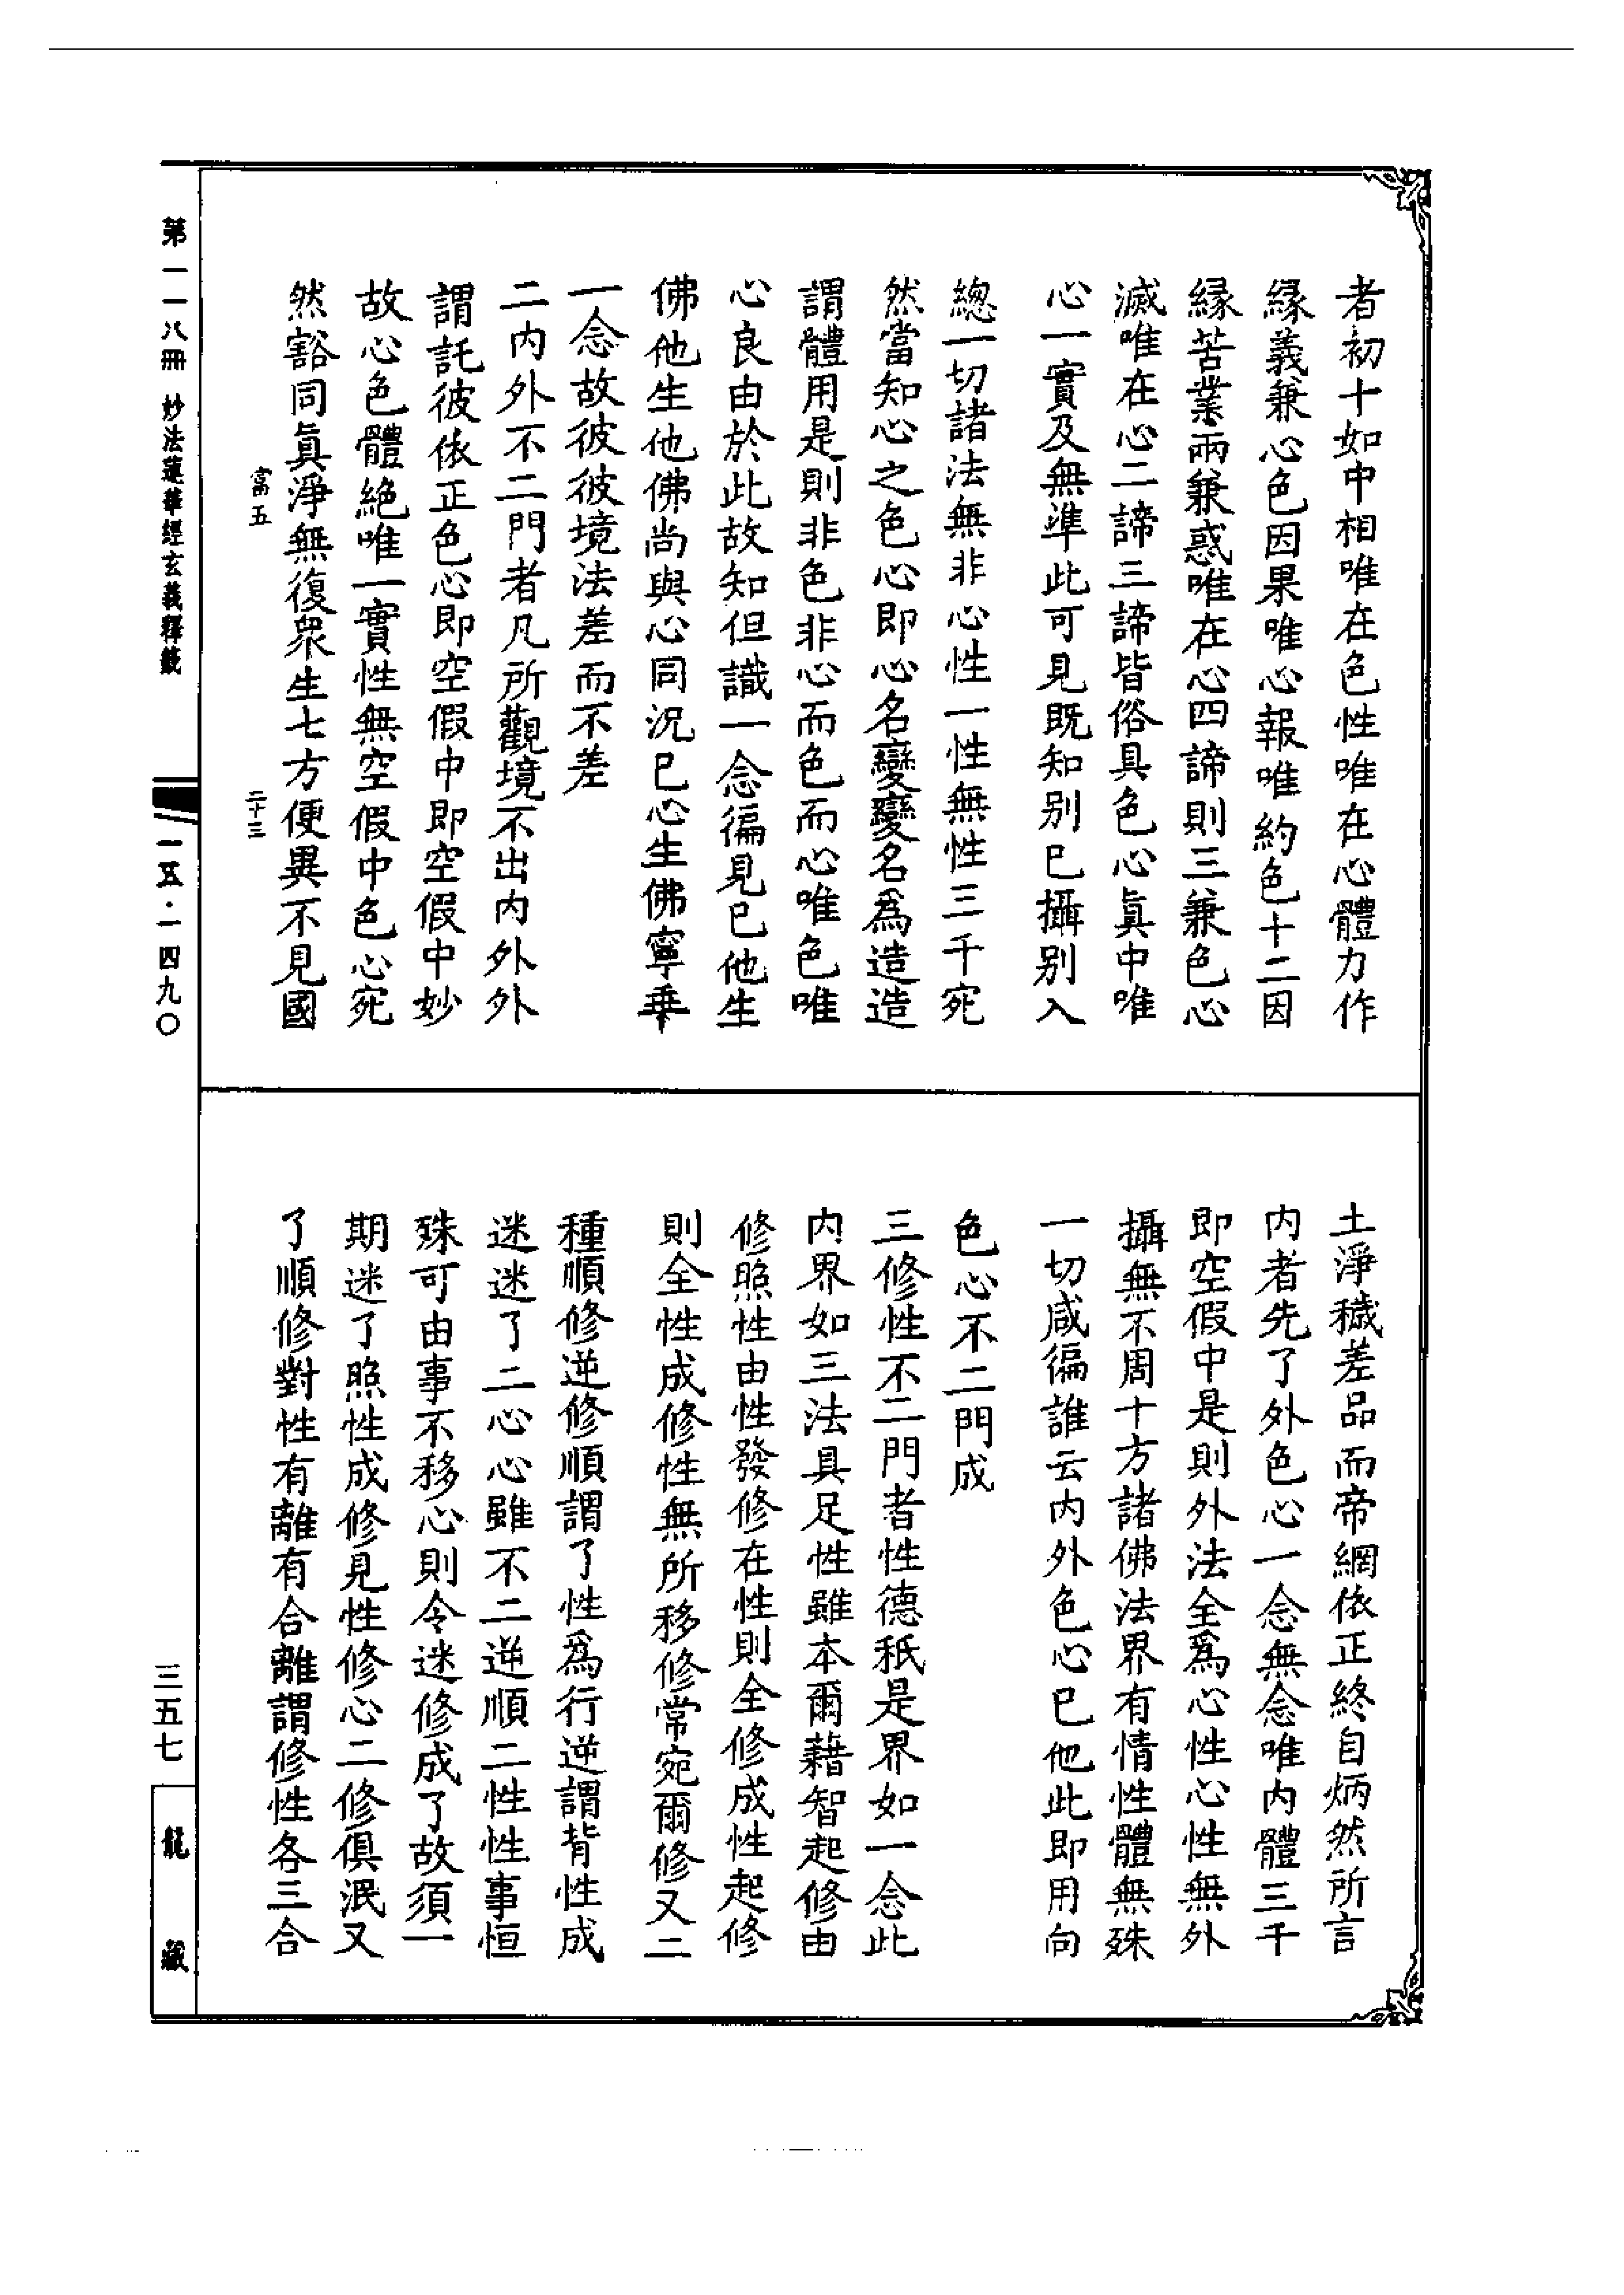 者初十如中相唯在色性唯在心體力作
縁義兼心色因果唯心報唯約色十二因
縁苦業兩兼惑唯在心四諦則三兼色心
滅唯在心二諦三諦皆俗具色心眞中唯
心一實及無準此可見既知別已攝別入
總一切諸法無非心性一性無性三千宛
然當知心之色心即心名變變名爲造造
謂體用是則非色非心而色而心唯色唯
心良由於此故知但識一念徧見已他生
佛他生他佛尚與心同況已心生佛寧乖
一念故彼彼境法差而不差
二内外不二門者凡所觀境不出内外外
謂託彼依正色心即空假中即空假中妙
故心色體絶唯一實性無空假中色心宛
然豁同眞淨無復衆生七方便異不見國
富五
二十三
土淨穢差品而帝網依正終自炳然所言
内者先了外色心一念無念唯内體三千
即空假中是則外法全爲心性心性無外
攝無不周十方諸佛法界有情性體無殊
一切咸徧誰云内外色心已他此即用向
色心不二門成
三修性不二門者性德秖是界如一念此
内界如三法具足性雖本爾藉智起修由
修照性由性發修在性則全修成性起修
則全性成修性無所移修常宛爾修又二
種順修逆修順謂了性爲行逆謂背性成
迷迷了二心心雖不二逆順二性性事恒
殊可由事不移心則令迷修成了故須一
期迷了照性成修見性修心二修俱泯又
了順修對性有離有合離謂修性各三合
第一一八冊 妙法蓮華經玄義釋籤
一五·一四九〇
三五七
龍藏